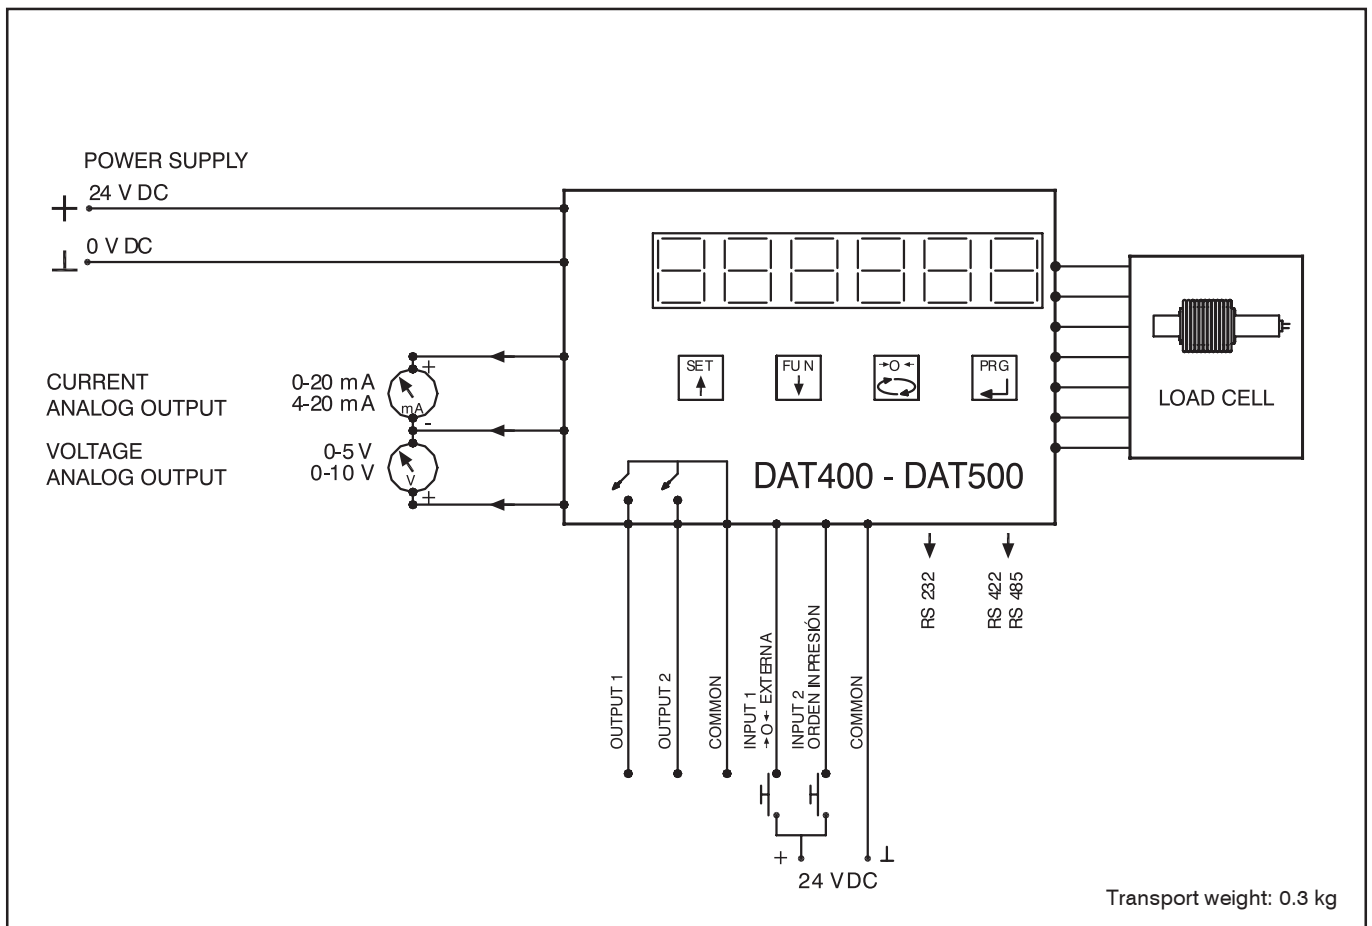 POWER SUPPLY
24 V DC
0 V DC
CURRENT
ANALOG OUTPUT
0-20 mA
4-20 mA
+
mA
-
VOLTAGE
ANALOG OUTPUT
0-5 V
0-10 V
V
+
SET
FUN
→O←
PRG
DAT400 - DAT500
LOAD CELL
OUTPUT 1
OUTPUT 2
COMMON
INPUT 1
→O← EXTERNA
INPUT 2
ORDEN INPRESIÓN
COMMON
RS 232
RS 422
RS 485
+
24 VDC
Transport weight: 0.3 kg